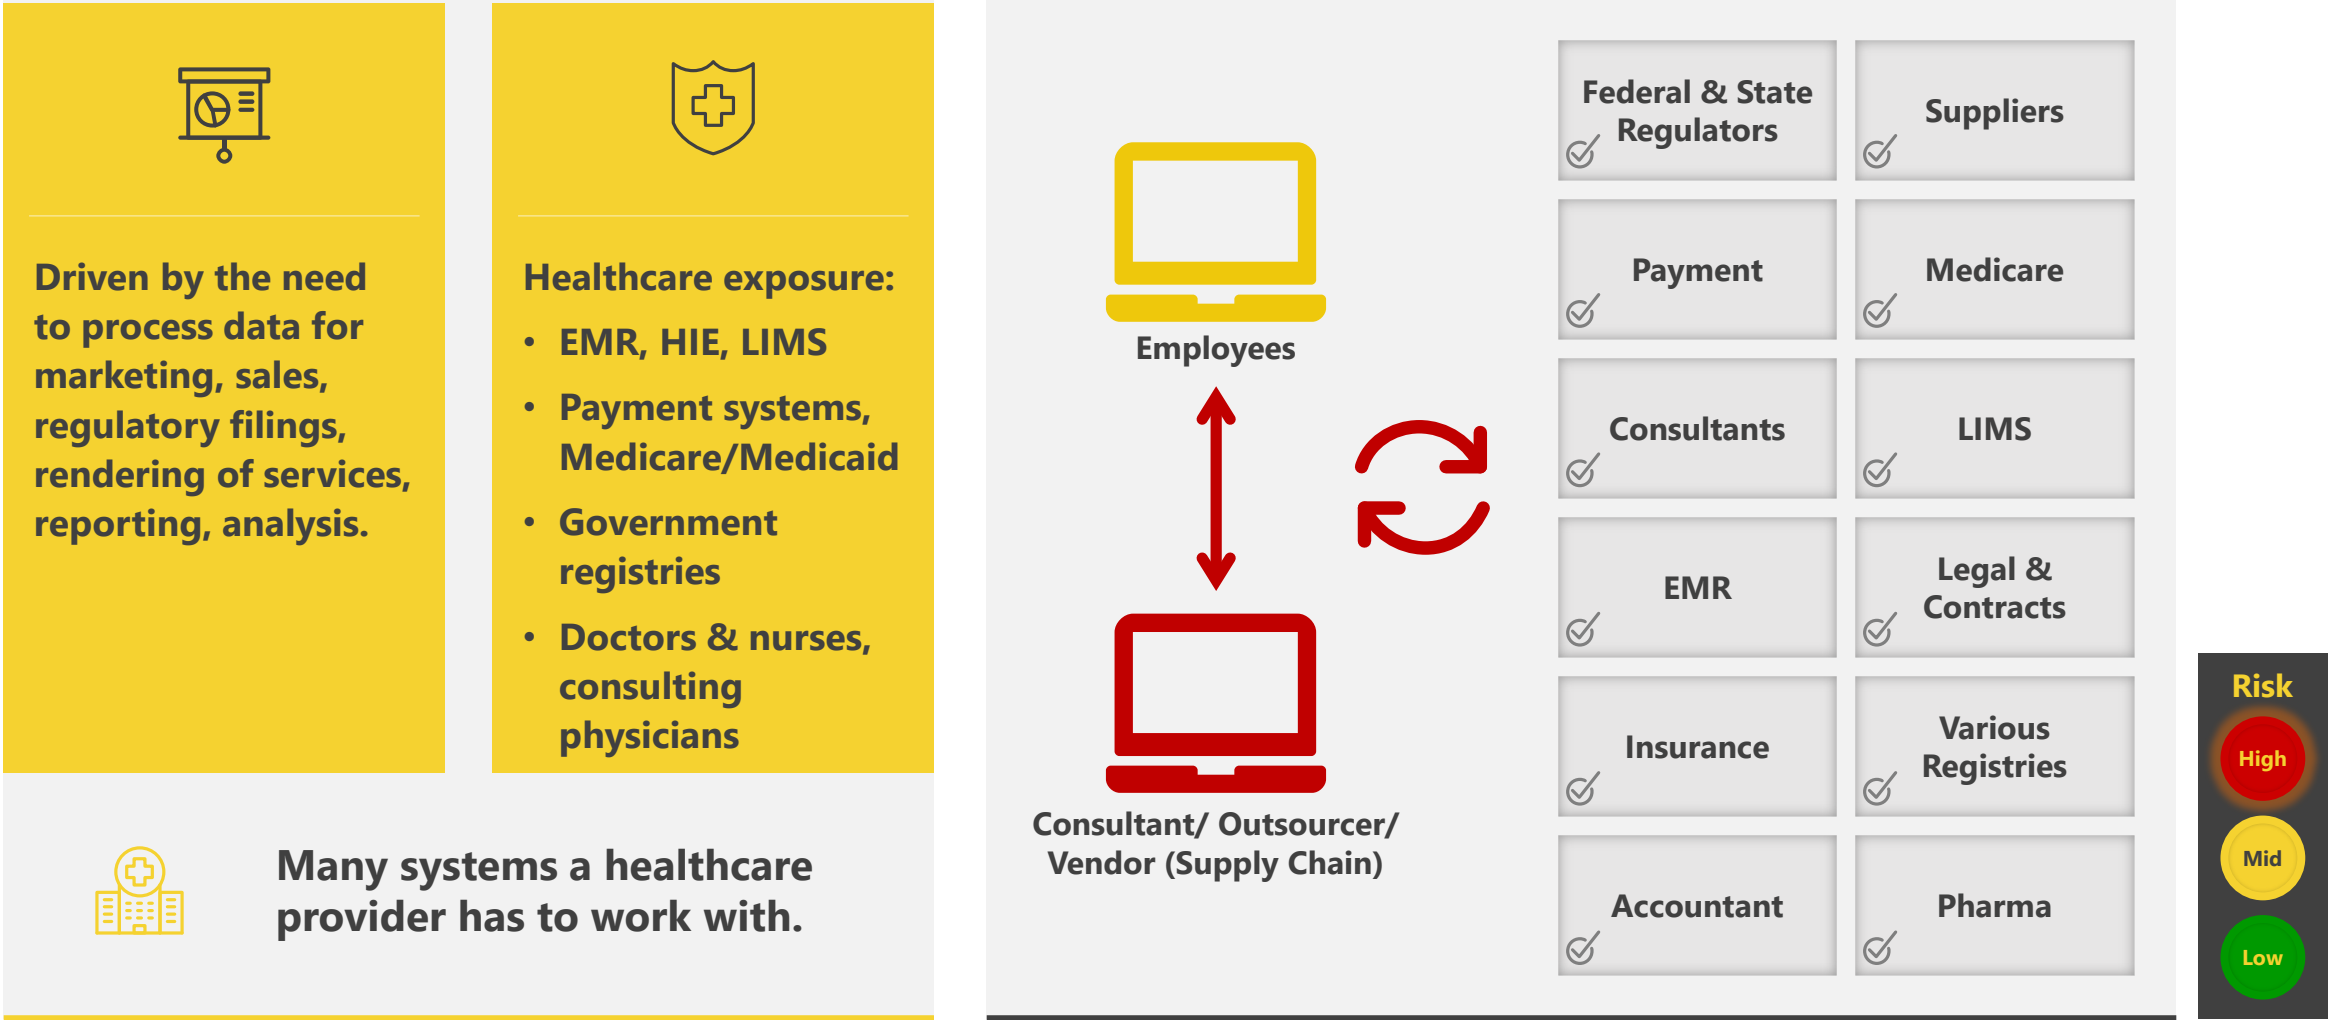 Driven by the need
to process data for
marketing, sales,
regulatory filings,
rendering of services,
reporting, analysis.
Healthcare exposure:
• EMR, HIE, LIMS
• Payment systems,
Medicare/Medicaid
• Government
registries
• Doctors & nurses,
consulting
physicians
Many systems a healthcare
provider has to work with.
Employees
Consultant/ Outsourcer/
Vendor (Supply Chain)
Federal & State
Regulators
Suppliers
Payment
Medicare
Consultants
LIMS
EMR
Legal &
Contracts
Insurance
Various
Registries
Accountant
Pharma
Risk
High
Mid
Low